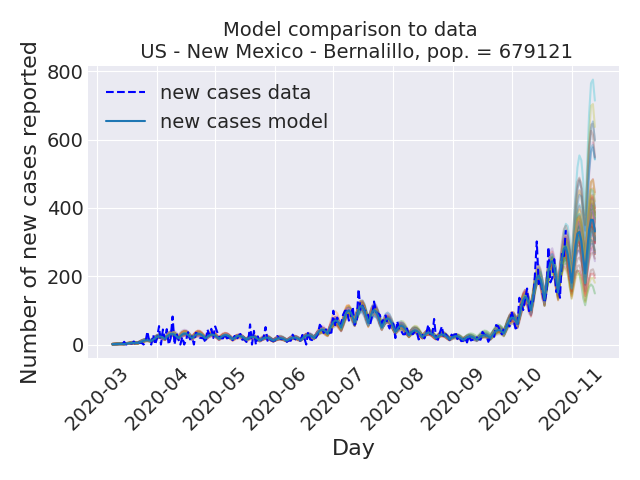 Model comparison to data
US - New Mexico - Bernalillo, pop. = 679121
Number of new cases reported
800
600
400
200
0
new cases data
new cases model
2020-03
2020-04
2020-05
2020-06
2020-07
2020-08
2020-09
2020-10
2020-11
Day